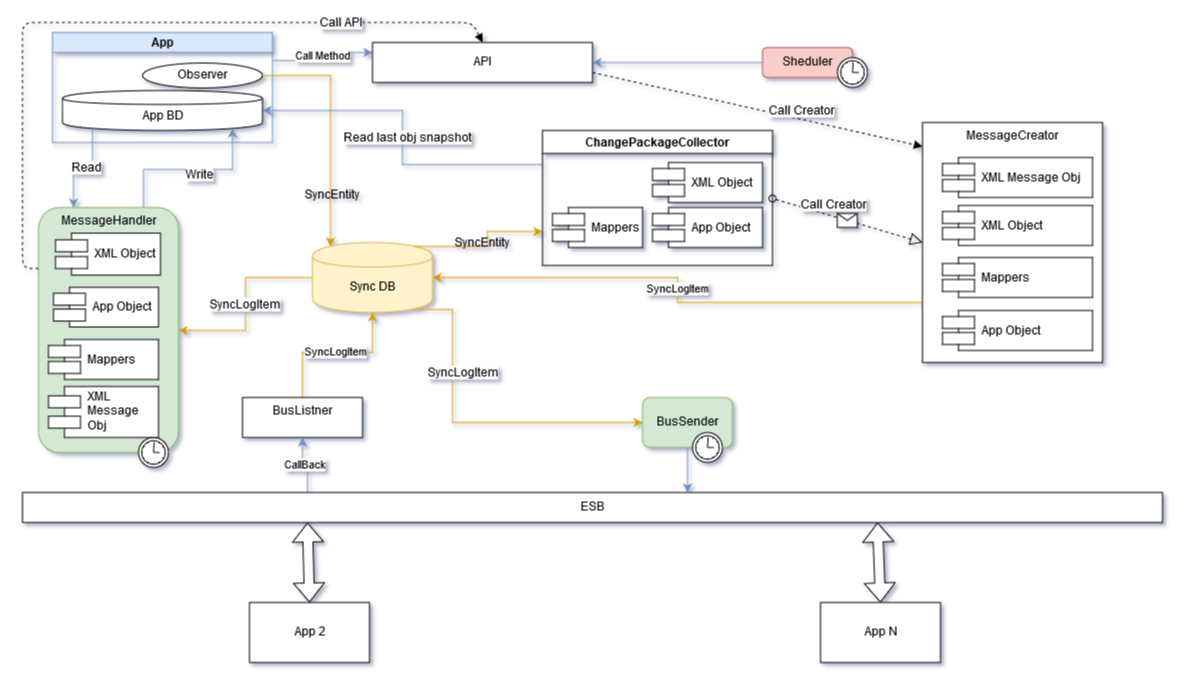 Call API
App
Call Method
API
Sheduler
Observer
App BD
Call Creator
Read last obj snapshot
ChangePackageCollector
MessageCreator
XML Object
XML Message Obj
Read
Write
SyncEntity
Call Creator
MessageHandler
Mappers
App Object
XML Object
XML Object
SyncEntity
Mappers
Sync DB
SyncLogItem
App Object
SyncLogItem
App Object
Mappers
SyncLogItem
SyncLogItem
XML
Message
Obj
BusListner
BusSender
CallBack
ESB
App 2
App N